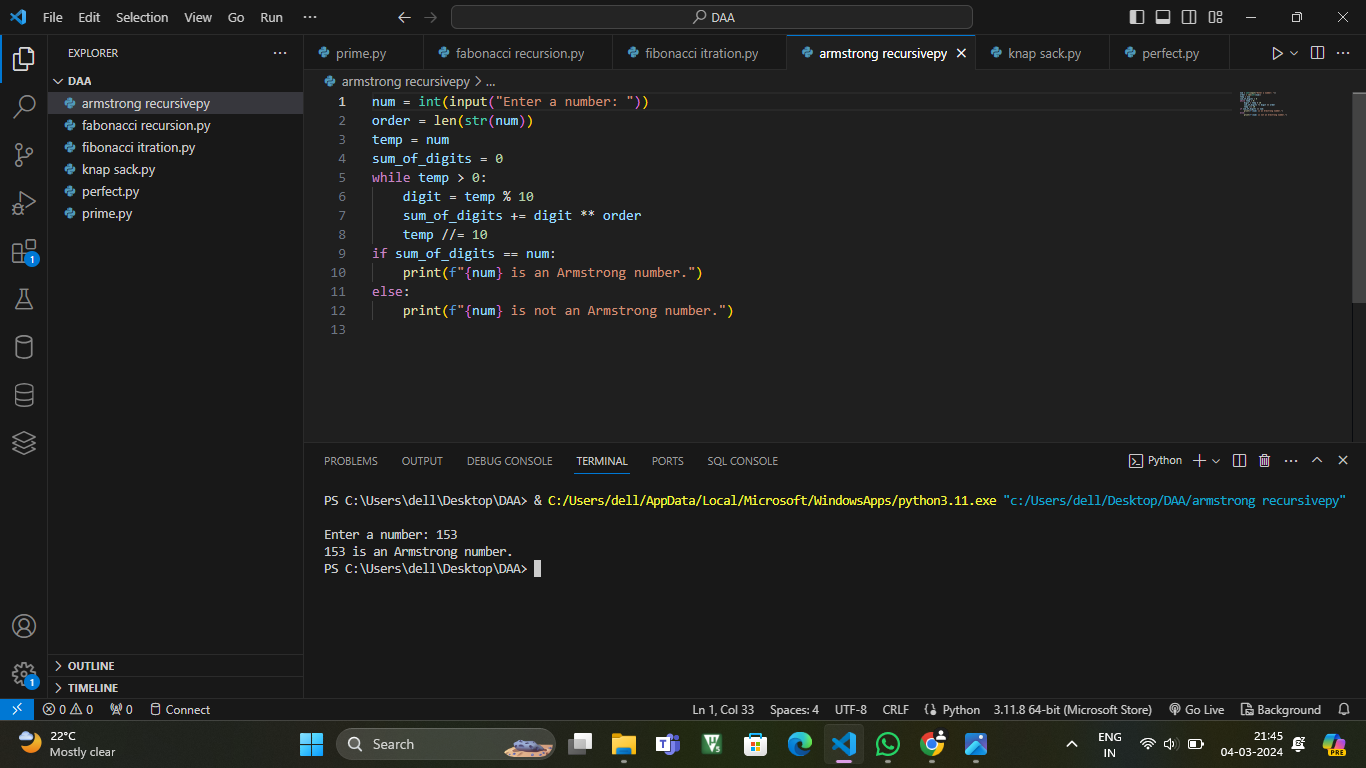 File Edit Selection View Go Run ··· DAA
EXPLORER ···
DAA
armstrong recursivepy
fabonacci recursion.py
fibonacci itration.py
knap sack.py
perfect.py
prime.py
OUTLINE
TIMELINE
1
1
prime.py fabonacci recursion.py fibonacci itration.py armstrong recursivepy knap sack.py perfect.py
armstrong recursivepy > ...
1 num = int(input("Enter a number: "))
2 order = len(str(num))
3 temp = num
4 sum_of_digits = 0
5 while temp > 0:
6     digit = temp % 10
7     sum_of_digits += digit ** order
8     temp //= 10
9 if sum_of_digits == num:
10     print(f"{num} is an Armstrong number.")
11 else:
12     print(f"{num} is not an Armstrong number.")
13
PROBLEMS OUTPUT DEBUG CONSOLE TERMINAL PORTS SQL CONSOLE Python
PS C:\Users\dell\Desktop\DAA> & C:/Users/dell/AppData/Local/Microsoft/WindowsApps/python3.11.exe "c:/Users/dell/Desktop/DAA/armstrong recursivepy"
Enter a number: 153
153 is an Armstrong number.
PS C:\Users\dell\Desktop\DAA>
0 0 0 Connect Ln 1, Col 33 Spaces: 4 UTF-8 CRLF Python 3.11.8 64-bit (Microsoft Store) Go Live Background
22°C
Mostly clear
Search
ENG
IN
21:45
04-03-2024
PRE